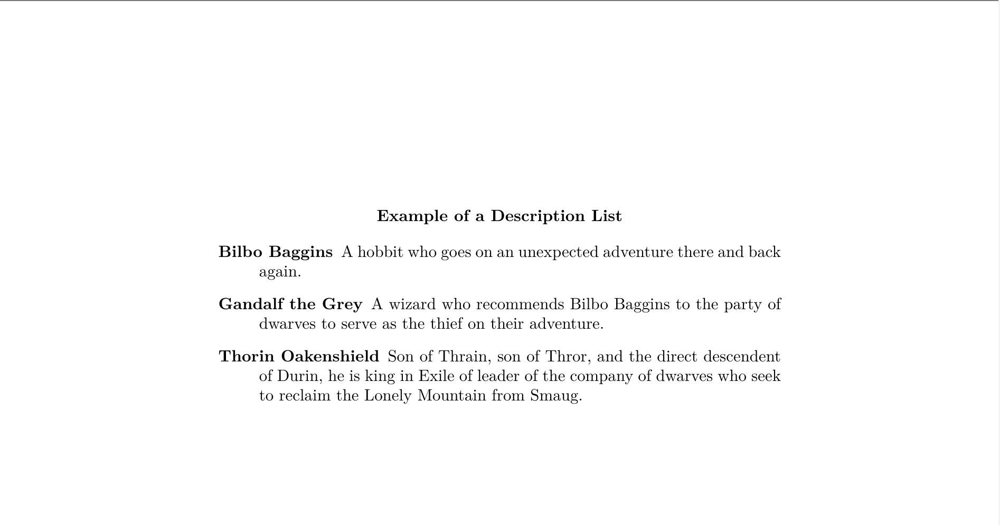 Example of a Description List
Bilbo Baggins A hobbit who goes on an unexpected adventure there and back
again.
Gandalf the Grey A wizard who recommends Bilbo Baggins to the party of
dwarves to serve as the thief on their adventure.
Thorin Oakenshield Son of Thrain, son of Thror, and the direct descendent
of Durin, he is king in Exile of leader of the company of dwarves who seek
to reclaim the Lonely Mountain from Smaug.